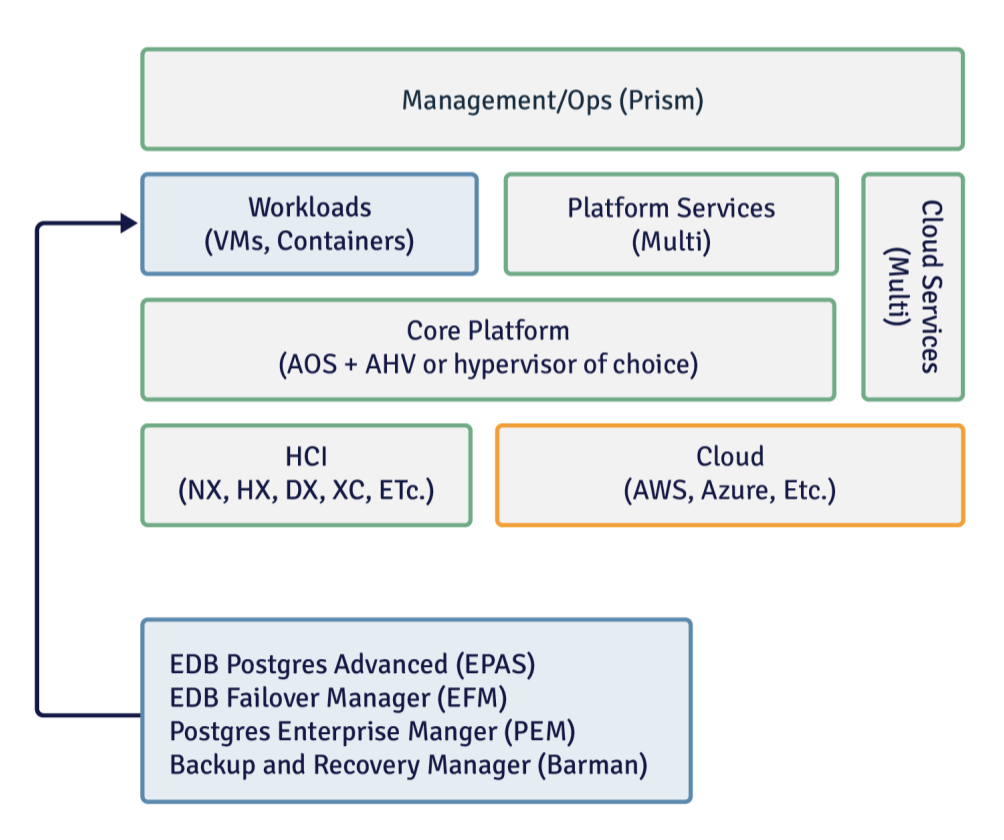 Management/Ops (Prism)
Workloads
(VMs, Containers)
Platform Services
(Multi)
Cloud Services
(Multi)
Core Platform
(AOS + AHV or hypervisor of choice)
HCI
(NX, HX, DX, XC, ETc.)
Cloud
(AWS, Azure, Etc.)
EDB Postgres Advanced (EPAS)
EDB Failover Manager (EFM)
Postgres Enterprise Manger (PEM)
Backup and Recovery Manager (Barman)